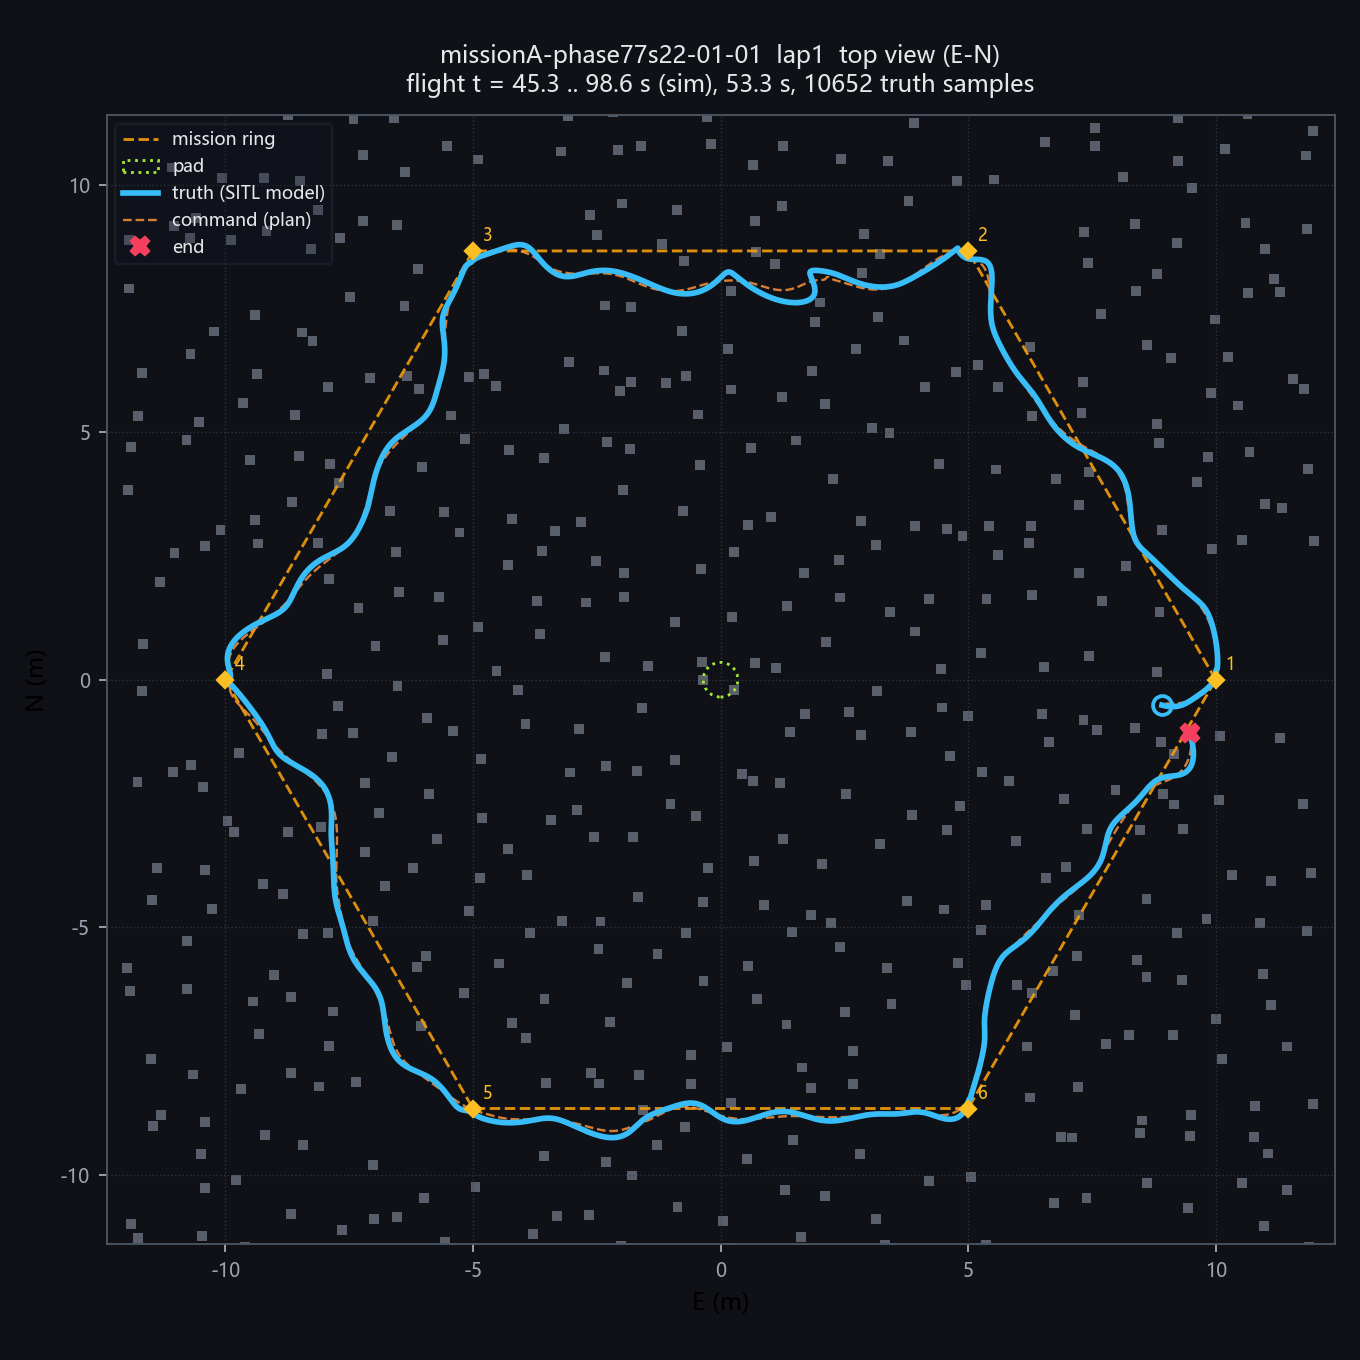 missionA-phase77s22-01-01 lap1 top view (E-N)
flight t = 45.3 .. 98.6 s (sim), 53.3 s, 10652 truth samples
mission ring
pad
truth (SITL model)
command (plan)
end
10
5
0
-5
-10
N (m)
3
2
4
1
5
6
-10
-5
0
5
10
E (m)